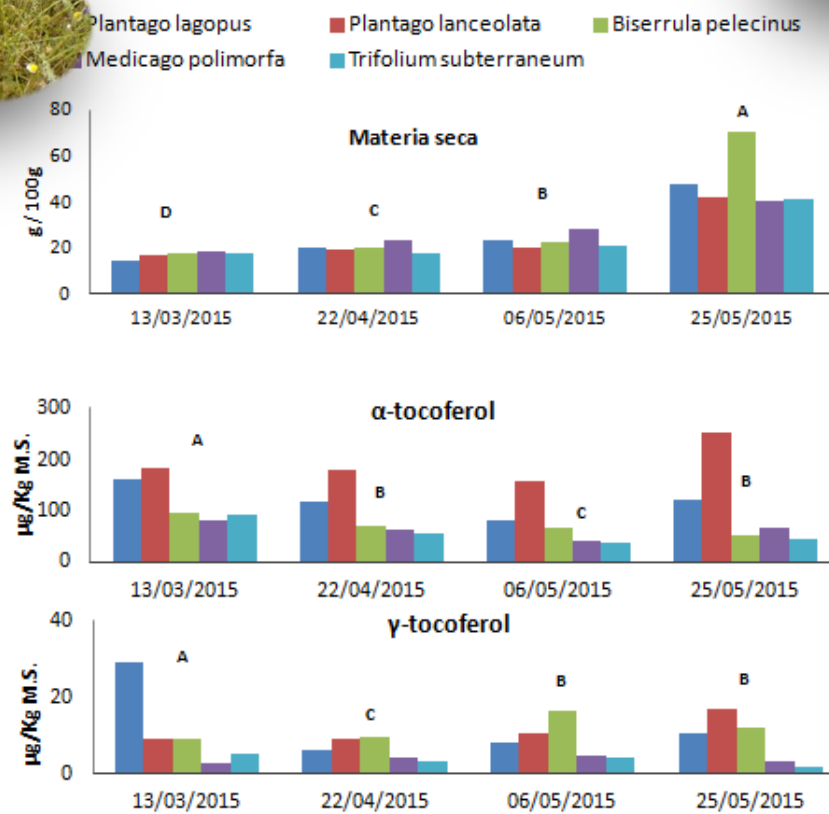 Plantago lagopus Plantago lanceolata Biserrula pelecinus
Medicago polimorfa Trifolium subterraneum
Materia seca
g / 100g
80
60
40
20
0
A
D
C
B
13/03/2015 22/04/2015 06/05/2015 25/05/2015
α-tocoferol
µg/Kg M.S.
300
200
100
0
A
B
C
B
13/03/2015 22/04/2015 06/05/2015 25/05/2015
γ-tocoferol
µg/Kg M.S.
40
20
0
A
C
B
B
13/03/2015 22/04/2015 06/05/2015 25/05/2015